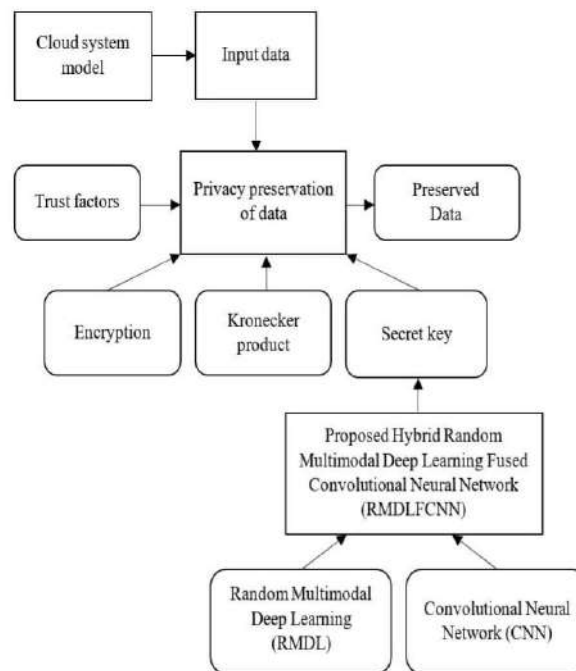 Cloud system
model
Input data
Trust factors
Privacy preservation
of data
Preserved
Data
Encryption
Kronecker
product
Secret key
Proposed Hybrid Random
Multimodal Deep Learning Fused
Convolutional Neural Network
(RMDLFCNN)
Random Multimodal
Deep Learning
(RMDL)
Convolutional Neural
Network (CNN)